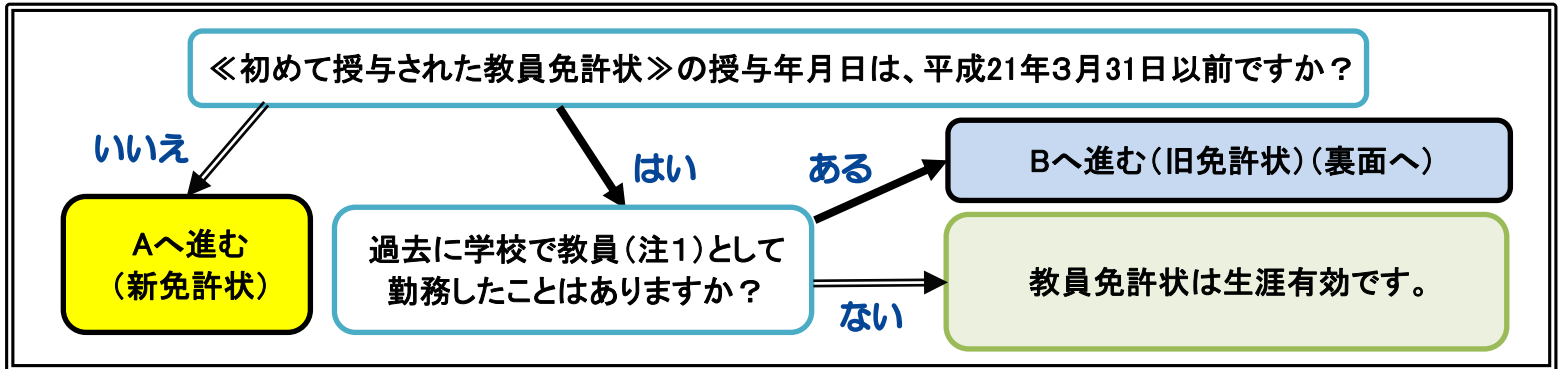 ≪初めて授与された教員免許状≫の授与年月日は、平成21年3月31日以前ですか？
いいえ
はい
ある
Bへ進む（旧免許状）（裏面へ）
Aへ進む
（新免許状）
過去に学校で教員（注１）として
勤務したことはありますか？
ない
教員免許状は生涯有効です。